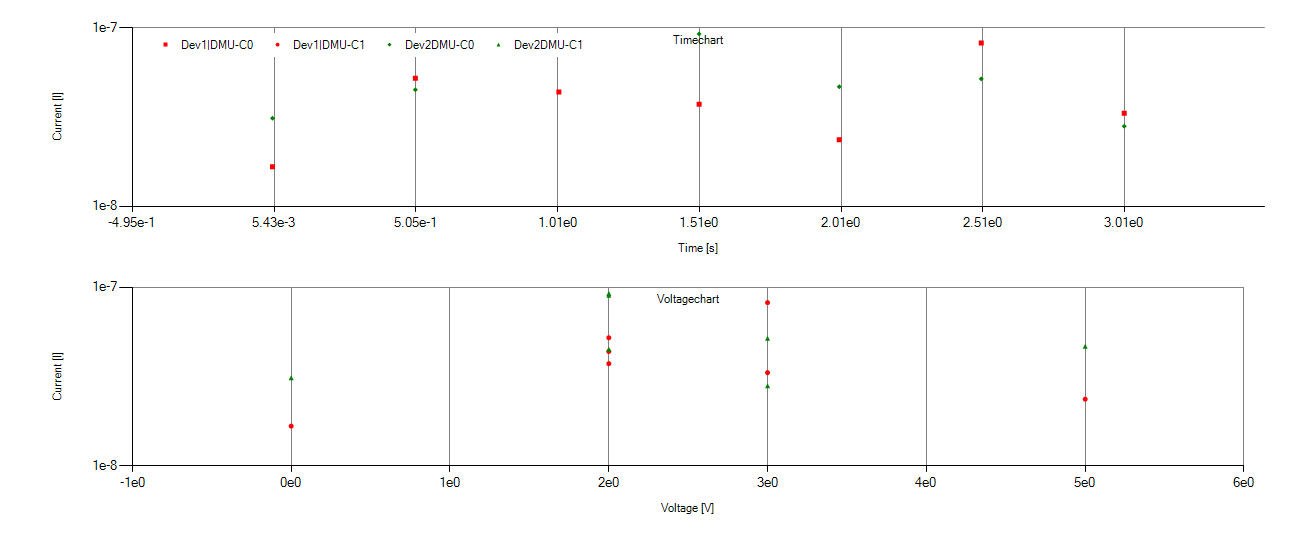 1e-7
Dev1|DMU-C0 Dev1|DMU-C1 Dev2DMU-C0 Dev2DMU-C1
Timechart
Current [I]
1e-8
-4.95e-1 5.43e-3 5.05e-1 1.01e0 1.51e0 2.01e0 2.51e0 3.01e0
Time [s]
1e-7
Voltagechart
Current [I]
1e-8
-1e0 0e0 1e0 2e0 3e0 4e0 5e0 6e0
Voltage [V]